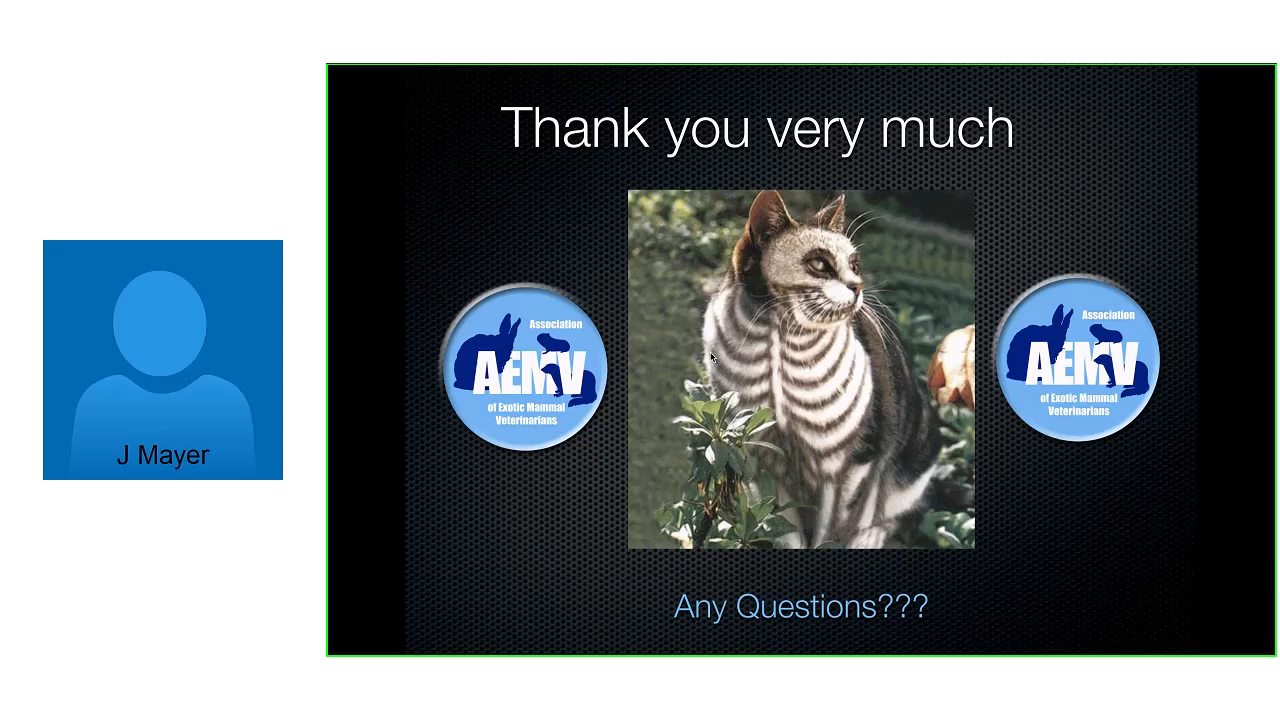 Thank you very much
Association
AEMV
of Exotic Mammal
Veterinarians
Association
AEMV
of Exotic Mammal
Veterinarians
J Mayer
Any Questions???